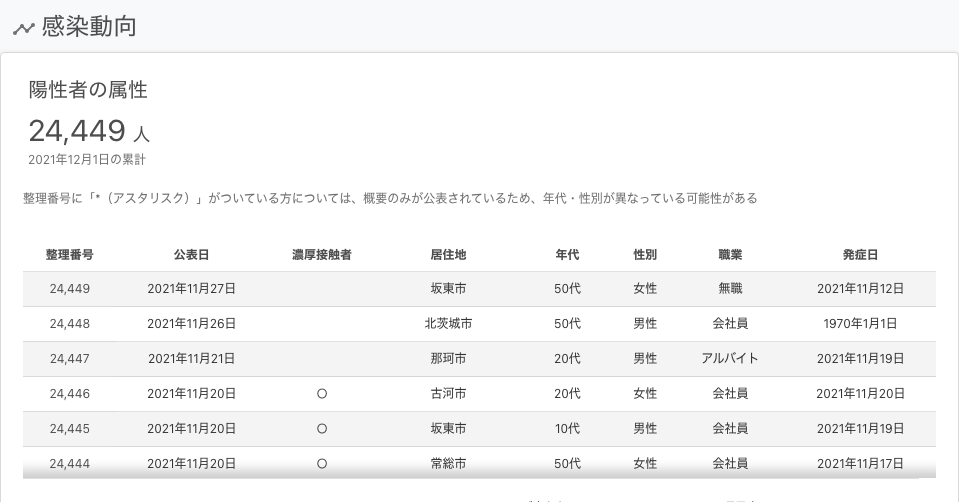 感染動向
陽性者の属性
24,449 人
2021年12月1日の累計
整理番号に「*（アスタリスク）」がついている方については、概要のみが公表されているため、年代・性別が異なっている可能性がある
整理番号 公表日 濃厚接触者 居住地 年代 性別 職業 発症日
24,449 2021年11月27日 坂東市 50代 女性 無職 2021年11月12日
24,448 2021年11月26日 北茨城市 50代 男性 会社員 1970年1月1日
24,447 2021年11月21日 那珂市 20代 男性 アルバイト 2021年11月19日
24,446 2021年11月20日 ○ 古河市 20代 女性 会社員 2021年11月20日
24,445 2021年11月20日 ○ 坂東市 10代 男性 会社員 2021年11月19日
24,444 2021年11月20日 ○ 常総市 50代 女性 会社員 2021年11月17日